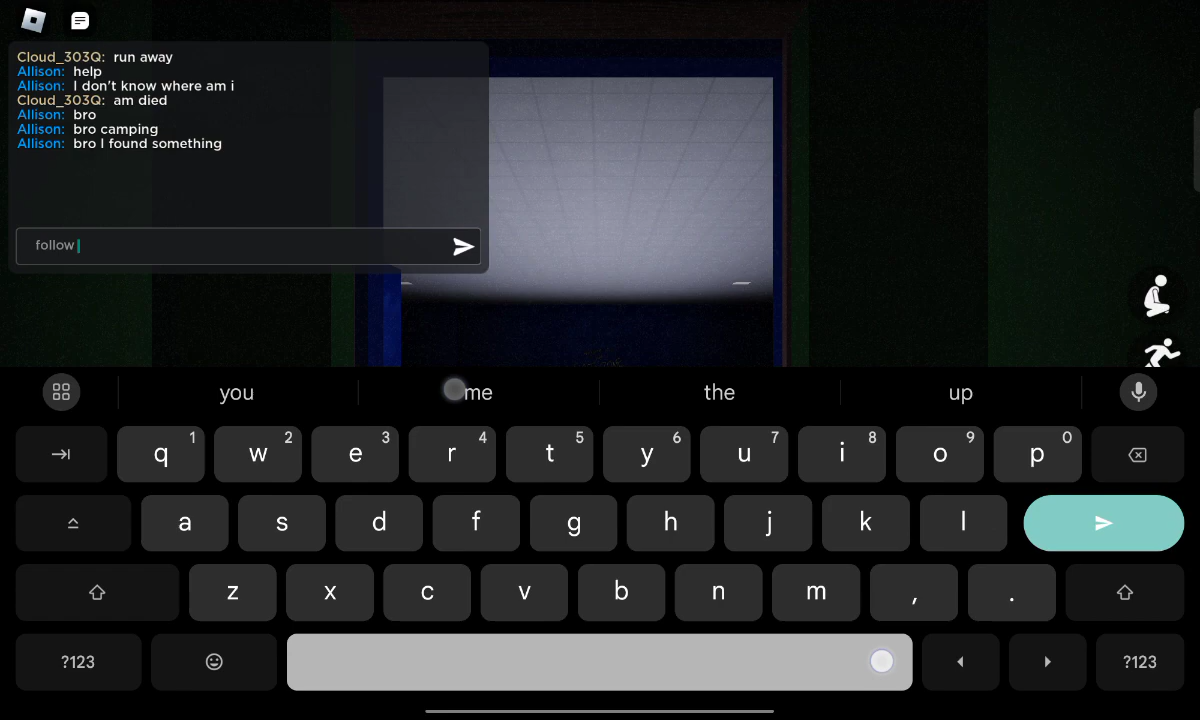 Cloud_303Q: run away
Allison: help
Allison: I don't know where am i
Cloud_303Q: am died
Allison: bro
Allison: bro camping
Allison: bro I found something
follow
you me the up
q 1 w 2 e 3 r 4 t 5 y 6 u 7 i 8 o 9 p 0
a s d f g h j k l
z x c v b n m , .
?123 ?123